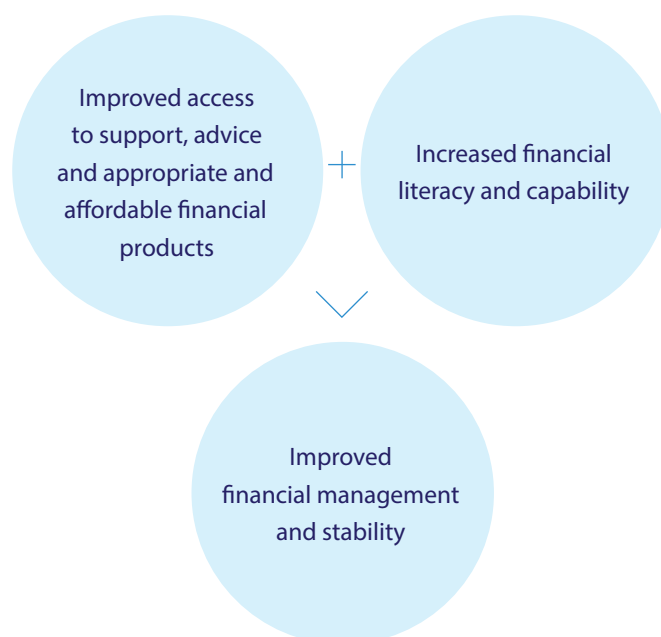 Improved access
to support, advice
and appropriate and
affordable financial
products
+
Increased financial
literacy and capability
Improved
financial management
and stability